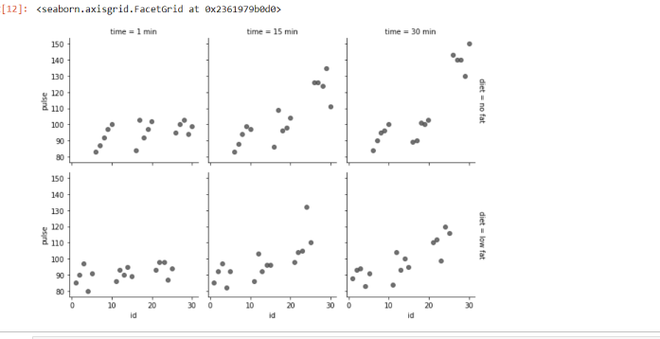 [12]: <seaborn.axisgrid.FacetGrid at 0x2361979b0d0>
time = 1 min
time = 15 min
time = 30 min
150
140
130
120
110
100
90
80
pulse
diet = no fat
150
140
130
120
110
100
90
80
pulse
diet = low fat
0 10 20 30
0 10 20 30
0 10 20 30
id
id
id